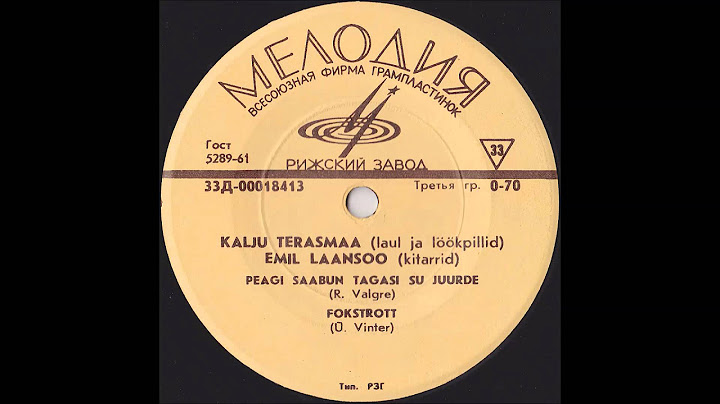 МЕЛОДИЯ
ВСЕСОЮЗНАЯ ФИРМА ГРАМПЛАСТИНОК
Гост
5289-61
33
РИЖСКИЙ ЗАВОД
33Д-00018413
Третья гр. 0-70
KALJU TERASMAA (laul ja löökpillid)
EMIL LAANSOO (kitarrid)
PEAGI SAABUN TAGASI SU JUURDE
(R. Valgre)
FOKSTROTT
(Ü. Vinter)
Тип. РЗГ